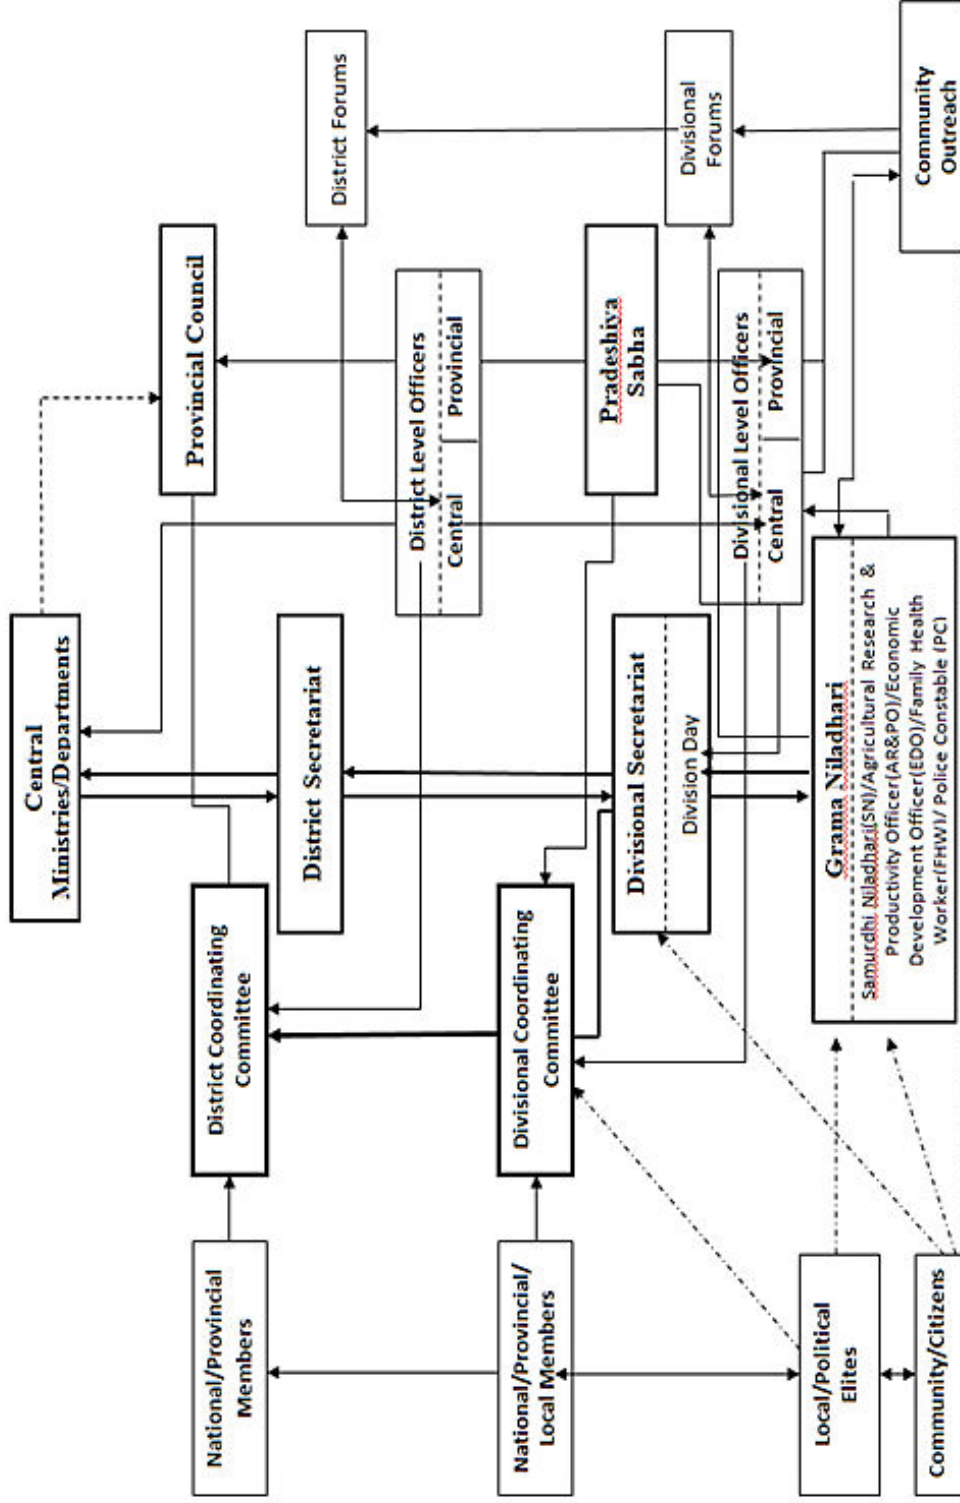 Central
Ministries/Departments
National/Provincial
Members
District Coordinating
Committee
Provincial Council
District Secretariat
District Forums
District Level Officers
Central
Provincial
National/Provincial/
Local Members
Divisional Coordinating
Committee
Pradeshiya
Sabha
Divisional Secretariat
Division Day
Divisional
Forums
Divisional Level Officers
Central
Provincial
Local/Political
Elites
Grama Niladhari
Samurdhi Niladhari(SN)/Agricultural Research &
Productivity Officer(AR&PO)/Economic
Development Officer(EDO)/Family Health
Worker(FHW)/ Police Constable (PC)
Community/Citizens
Community
Outreach